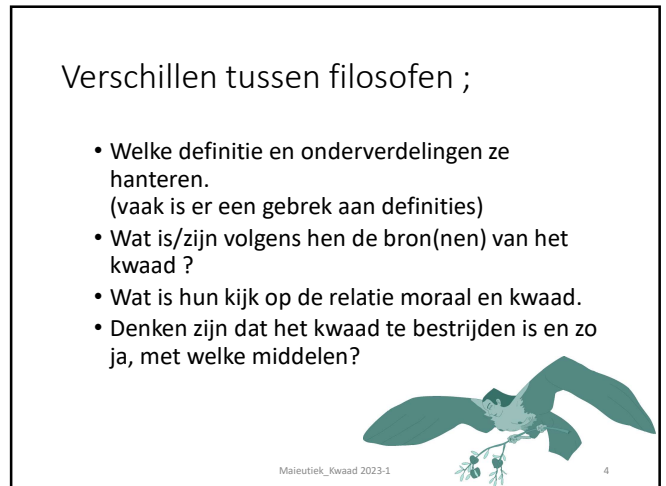 Verschillen tussen filosofen ;
• Welke definitie en onderverdelingen ze
hanteren.
(vaak is er een gebrek aan definities)
• Wat is/zijn volgens hen de bron(nen) van het
kwaad ?
• Wat is hun kijk op de relatie moraal en kwaad.
• Denken zijn dat het kwaad te bestrijden is en zo
ja, met welke middelen?
Maieutiek_Kwaad 2023-1
4